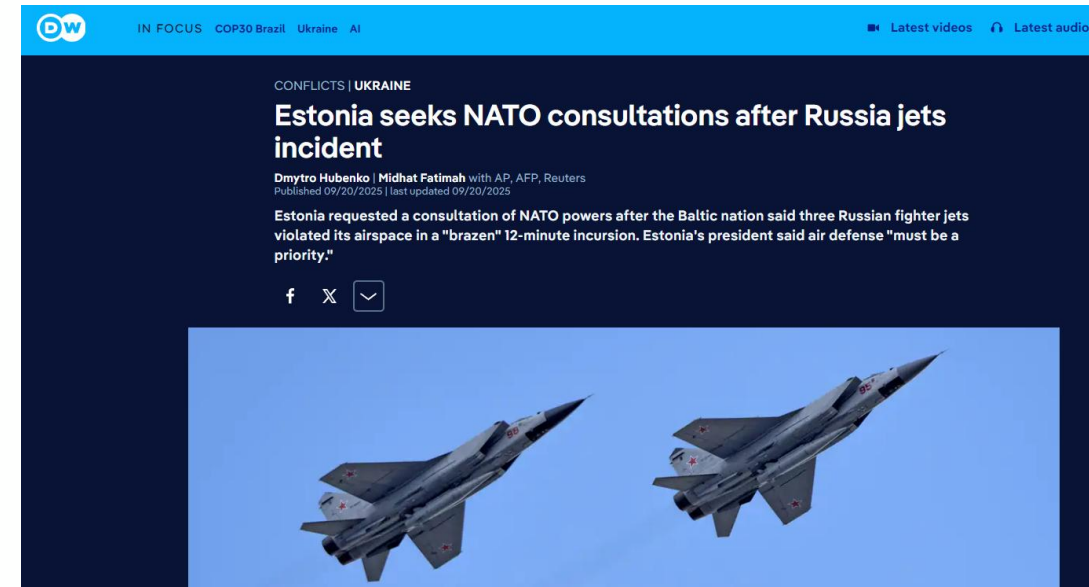 DW
IN FOCUS COP30 Brazil Ukraine AI
Latest videos Latest audio
CONFLICTS | UKRAINE
Estonia seeks NATO consultations after Russia jets
incident
Dmytro Hubenko | Midhat Fatimah with AP, AFP, Reuters
Published 09/20/2025 | last updated 09/20/2025
Estonia requested a consultation of NATO powers after the Baltic nation said three Russian fighter jets
violated its airspace in a "brazen" 12-minute incursion. Estonia's president said air defense "must be a
priority."
f X
95